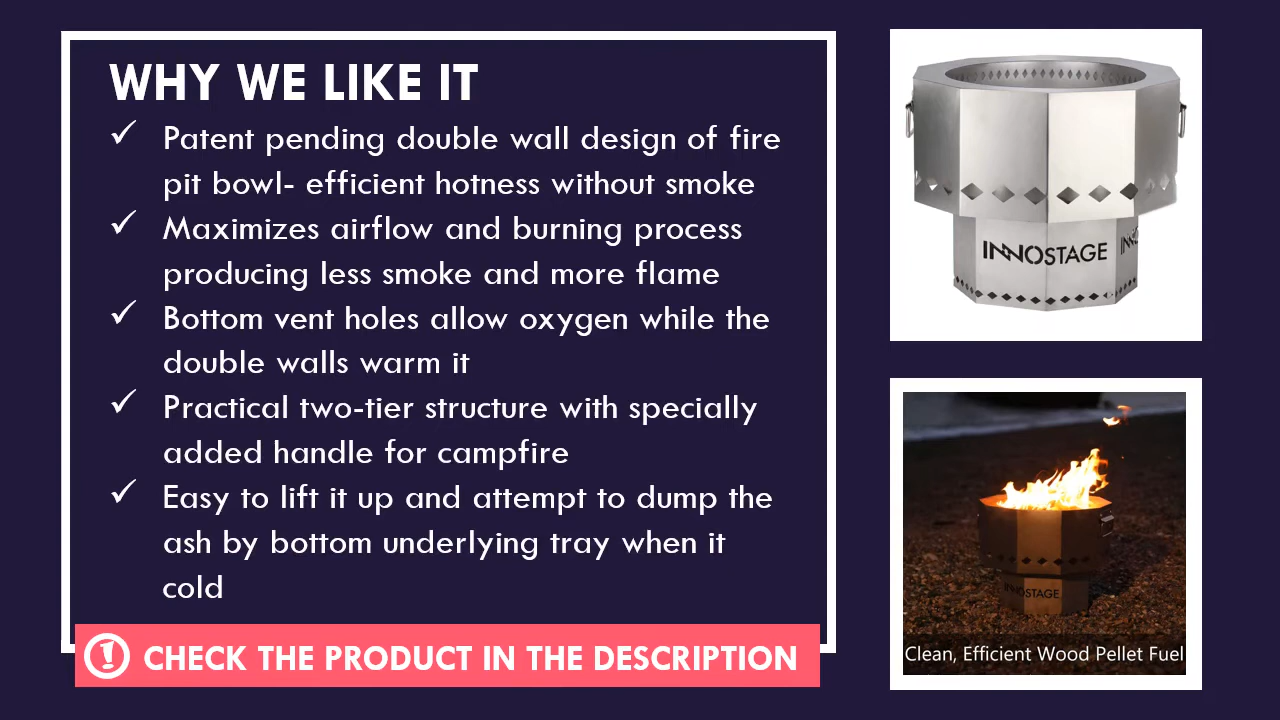 WHY WE LIKE IT
✓ Patent pending double wall design of fire
pit bowl- efficient hotness without smoke
✓ Maximizes airflow and burning process
producing less smoke and more flame
✓ Bottom vent holes allow oxygen while the
double walls warm it
✓ Practical two-tier structure with specially
added handle for campfire
✓ Easy to lift it up and attempt to dump the
ash by bottom underlying tray when it
cold
! CHECK THE PRODUCT IN THE DESCRIPTION
INNOSTAGE
INNOSTAGE
Clean, Efficient Wood Pellet Fuel